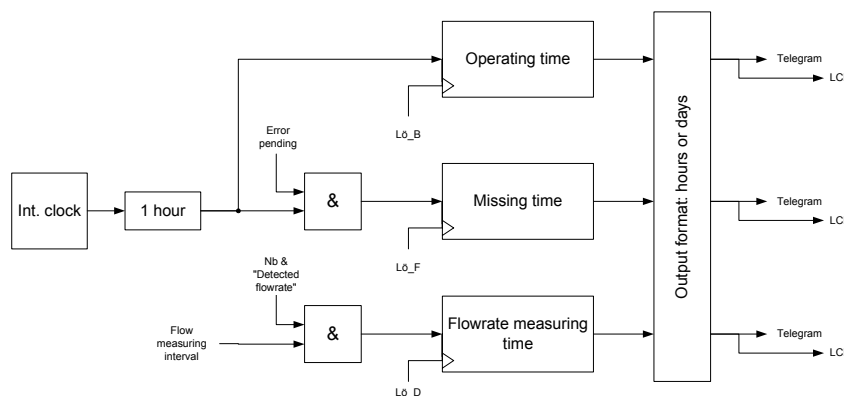 Operating time
Telegram
LC
Lö_B
Error
pending
Int. clock
1 hour
&
Missing time
Output format: hours or days
Telegram
LC
Lö_F
Nb &
"Detected
flowrate"
Flow
measuring
interval
&
Flowrate measuring
time
Telegram
LC
Lö_D